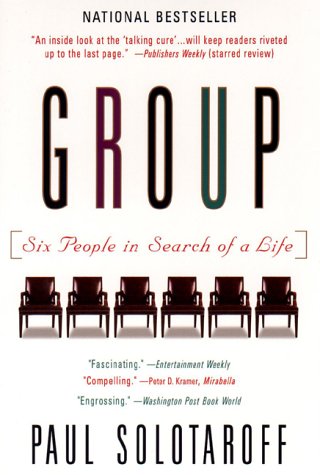 NATIONAL BESTSELLER
"An inside look at the 'talking cure'...will keep readers riveted
up to the last page." —Publishers Weekly (starred review)
GROUP
[Six People in Search of a Life]
"Fascinating." —Entertainment Weekly
"Compelling." —Peter D. Kramer, Mirabella
"Engrossing." —Washington Post Book World
PAUL SOLOTAROFF